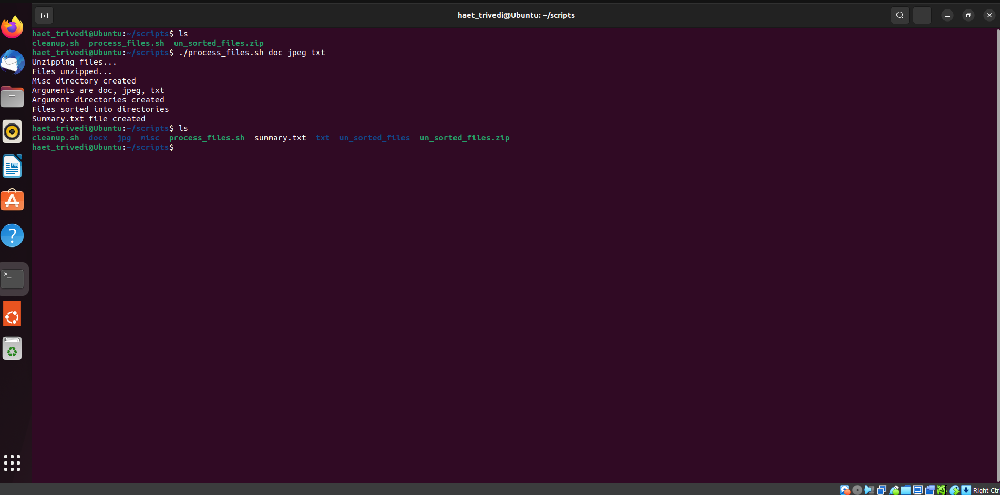 haet_trivedi@Ubuntu: ~/scripts
haet_trivedi@Ubuntu:~/scripts$ ls
cleanup.sh  process_files.sh  un_sorted_files.zip
haet_trivedi@Ubuntu:~/scripts$ ./process_files.sh doc jpeg txt
Unzipping files...
Files unzipped...
Misc directory created
Arguments are doc, jpeg, txt
Argument directories created
Files sorted into directories
Summary.txt file created
haet_trivedi@Ubuntu:~/scripts$ ls
cleanup.sh  docx  jpg  misc  process_files.sh  summary.txt  txt  un_sorted_files  un_sorted_files.zip
haet_trivedi@Ubuntu:~/scripts$
Right Ctr